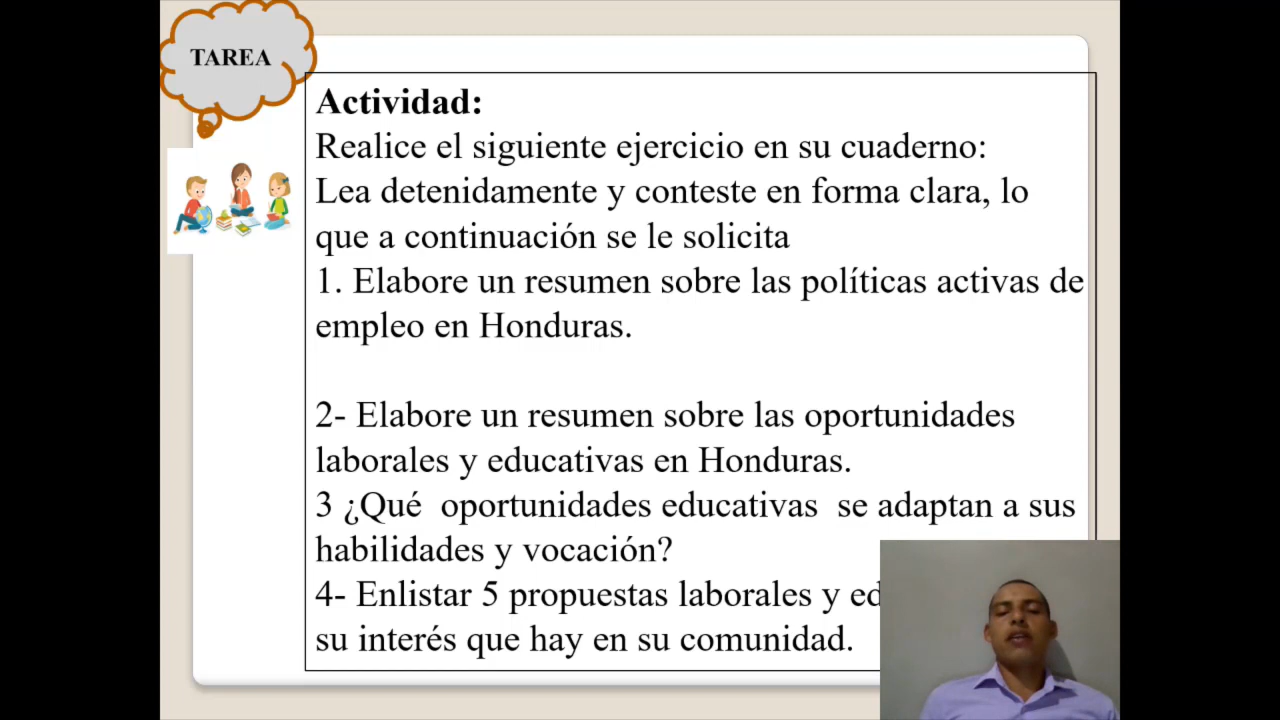 TAREA
Actividad:
Realice el siguiente ejercicio en su cuaderno:
Lea detenidamente y conteste en forma clara, lo
que a continuación se le solicita
1. Elabore un resumen sobre las políticas activas de
empleo en Honduras.
2- Elabore un resumen sobre las oportunidades
laborales y educativas en Honduras.
3 ¿Qué oportunidades educativas se adaptan a sus
habilidades y vocación?
4- Enlistar 5 propuestas laborales y
su interés que hay en su comunidad.